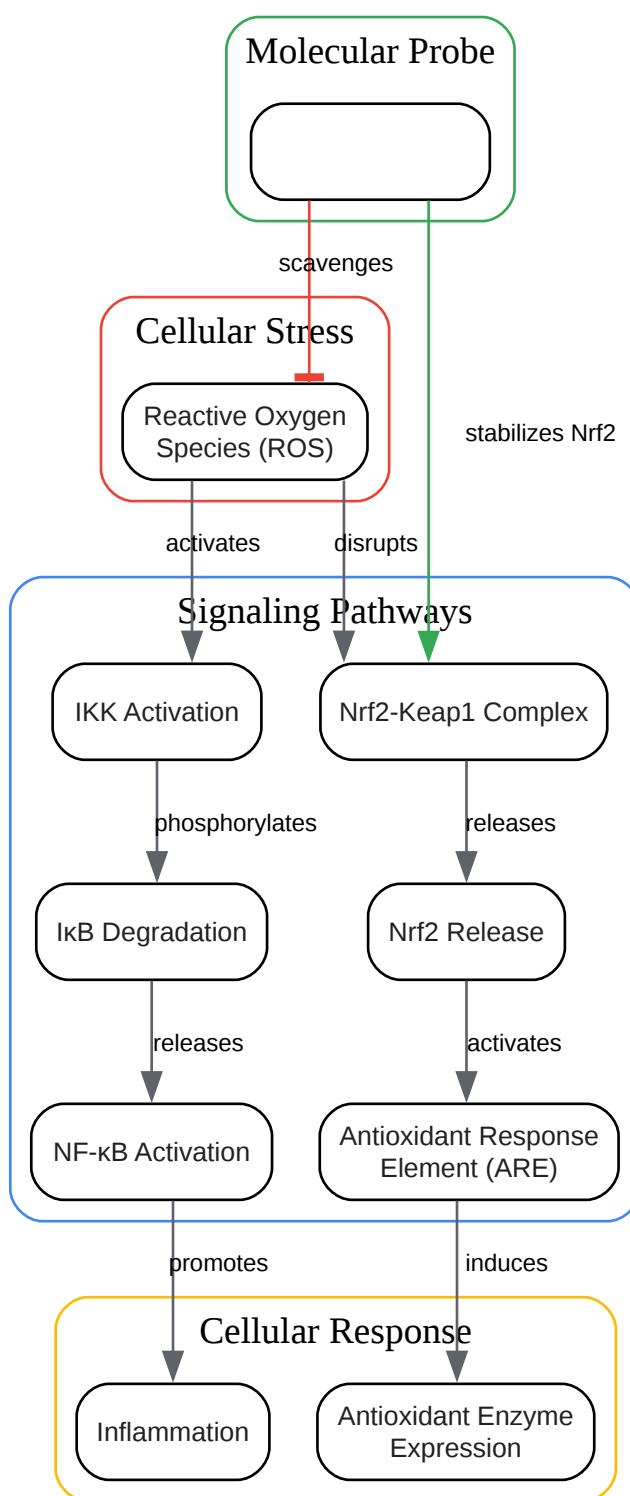 Molecular Probe
scavenges
Cellular Stress
Reactive Oxygen
Species (ROS)
stabilizes Nrf2
activates
disrupts
Signaling Pathways
IKK Activation
Nrf2-Keap1 Complex
phosphorylates
releases
IκB Degradation
Nrf2 Release
releases
activates
NF-κB Activation
Antioxidant Response
Element (ARE)
promotes
induces
Cellular Response
Inflammation
Antioxidant Enzyme
Expression